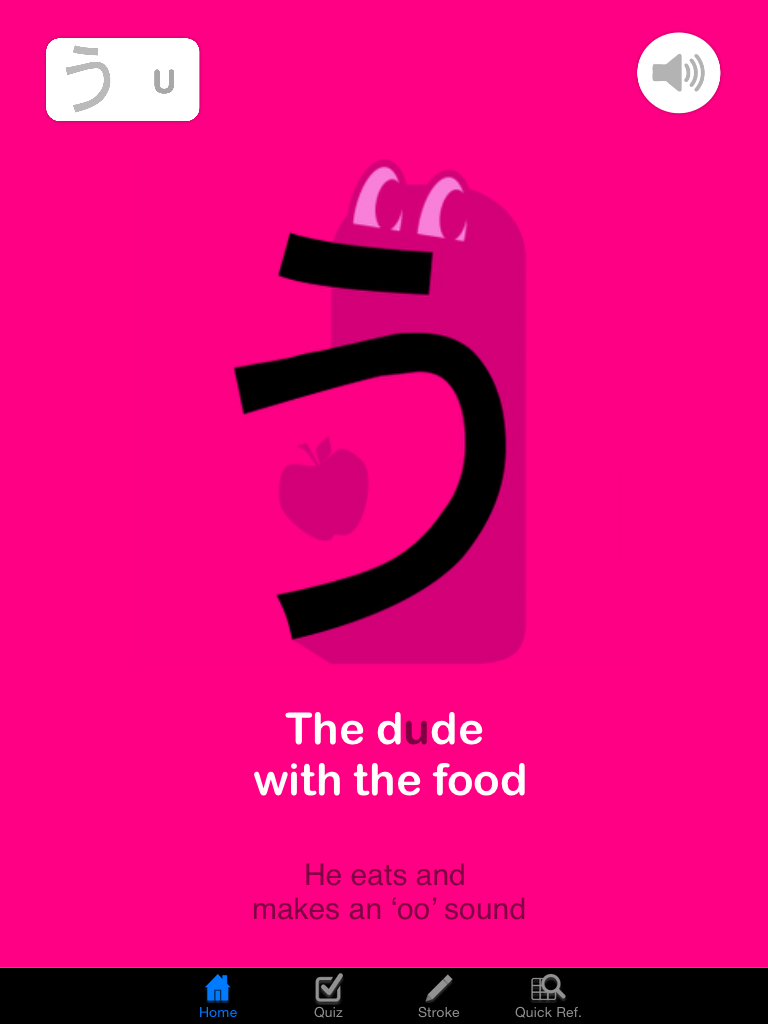 う u
う
The dude
with the food
He eats and
makes an ‘oo’ sound
Home Quiz Stroke Quick Ref.